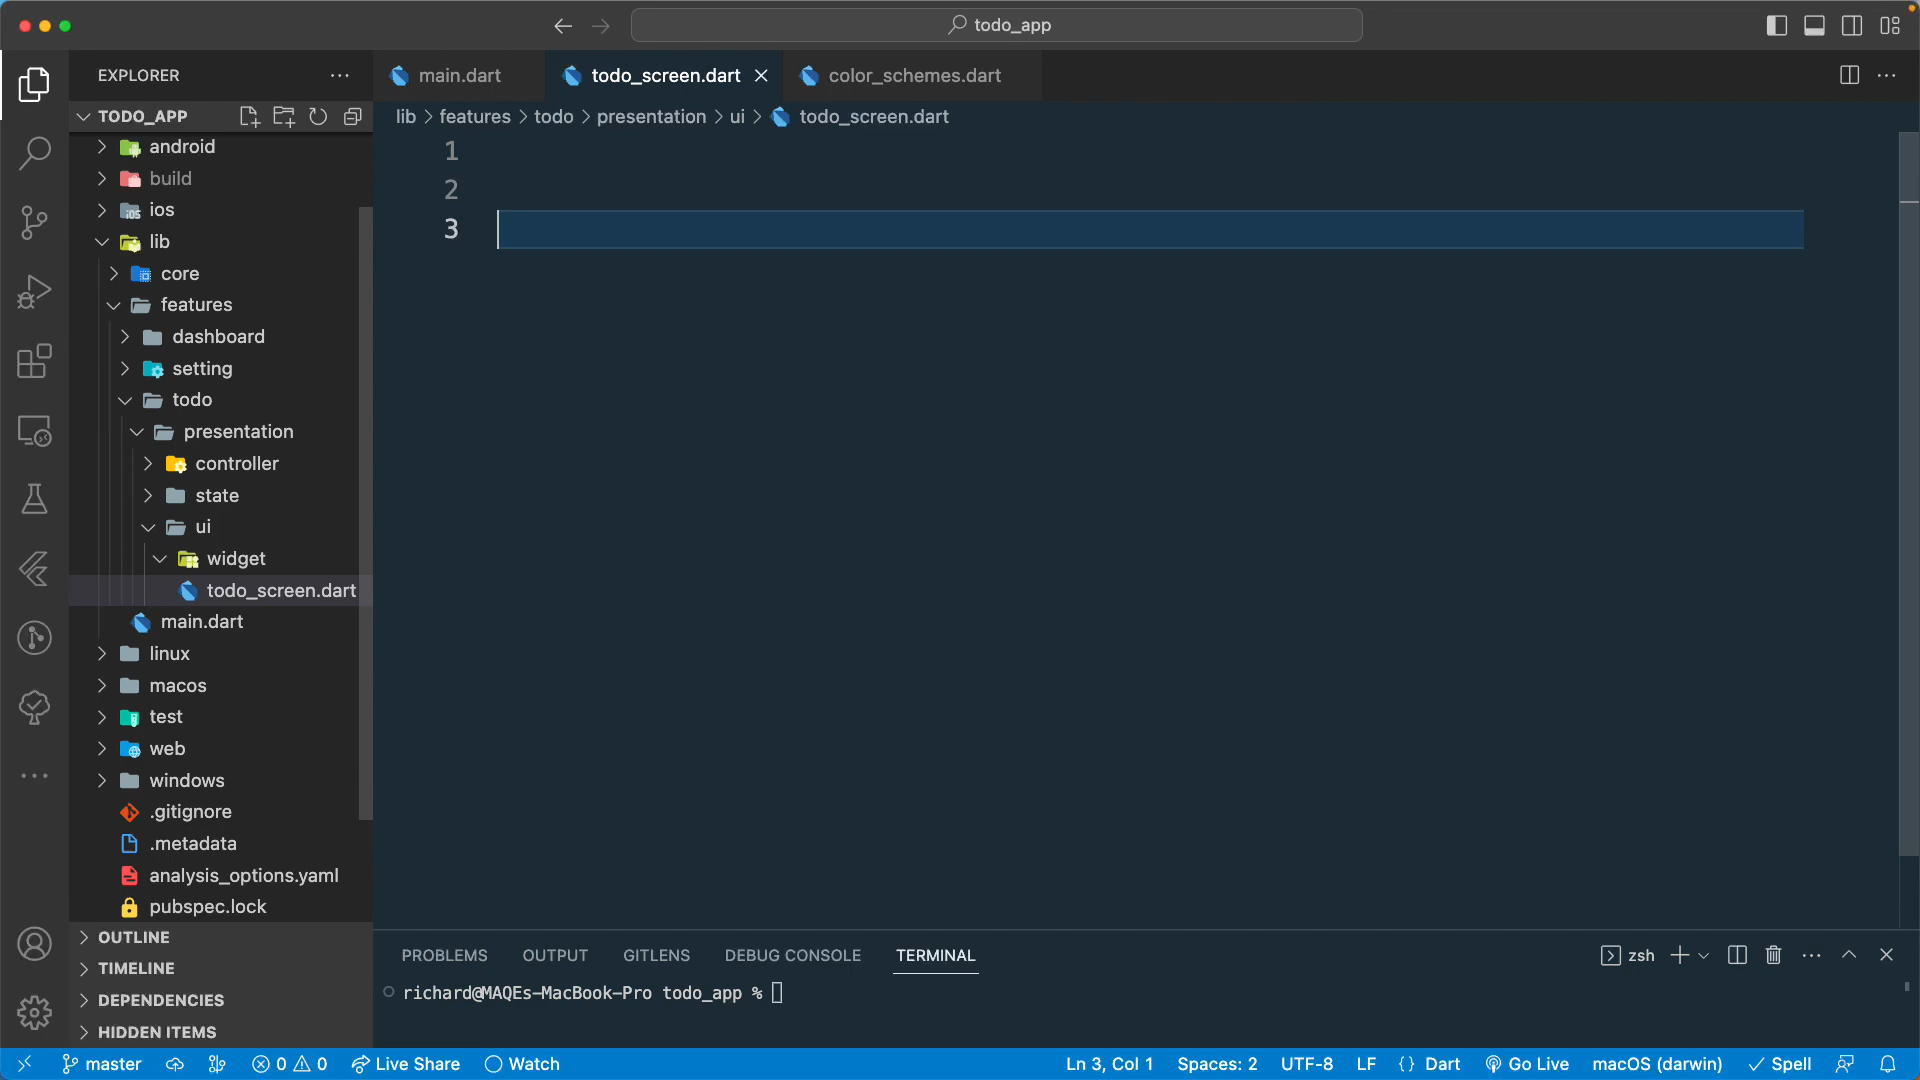 todo_app
EXPLORER
main.dart
todo_screen.dart
color_schemes.dart
TODO_APP
lib > features > todo > presentation > ui > todo_screen.dart
android
build
ios
lib
core
features
dashboard
setting
todo
presentation
controller
state
ui
widget
todo_screen.dart
main.dart
linux
macos
test
web
windows
.gitignore
.metadata
analysis_options.yaml
pubspec.lock
OUTLINE
TIMELINE
DEPENDENCIES
HIDDEN ITEMS
1
2
3
PROBLEMS OUTPUT GITLENS DEBUG CONSOLE TERMINAL
zsh
richard@MAQEs-MacBook-Pro todo_app %
master 0 0 Live Share Watch Ln 3, Col 1 Spaces: 2 UTF-8 LF {} Dart Go Live macOS (darwin) Spell